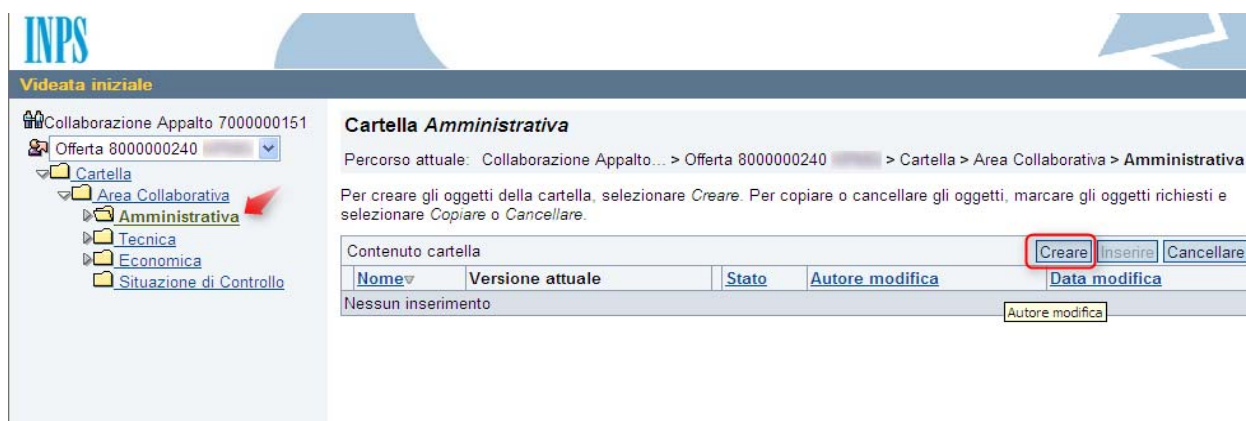 INPS
Videata iniziale
Collaborazione Appalto 7000000151
Offerta 8000000240
Cartella
Area Collaborativa
Amministrativa
Tecnica
Economica
Situazione di Controllo
Cartella Amministrativa
Percorso attuale: Collaborazione Appalto... > Offerta 8000000240 > Cartella > Area Collaborativa > Amministrativa
Per creare gli oggetti della cartella, selezionare Creare. Per copiare o cancellare gli oggetti, marcare gli oggetti richiesti e
selezionare Copiare o Cancellare.
Contenuto cartella Creare Inserire Cancellare
Nome Versione attuale Stato Autore modifica Data modifica
Nessun inserimento
Autore modifica